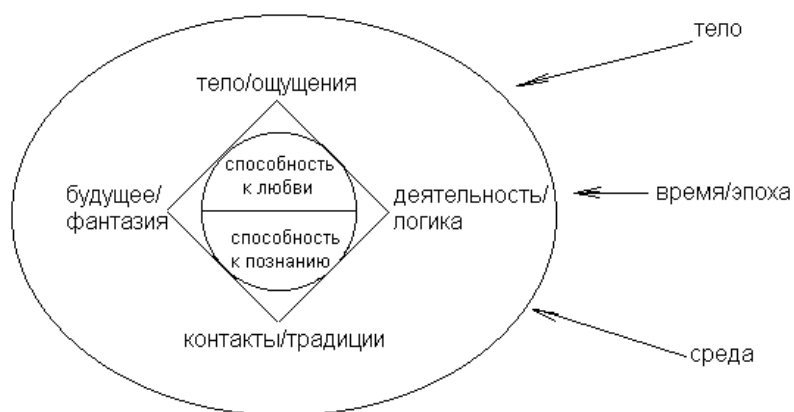 тело
тело/ощущения
способность
к любви
будущее/
фантазия
деятельность/
логика
время/эпоха
способность
к познанию
контакты/традиции
среда